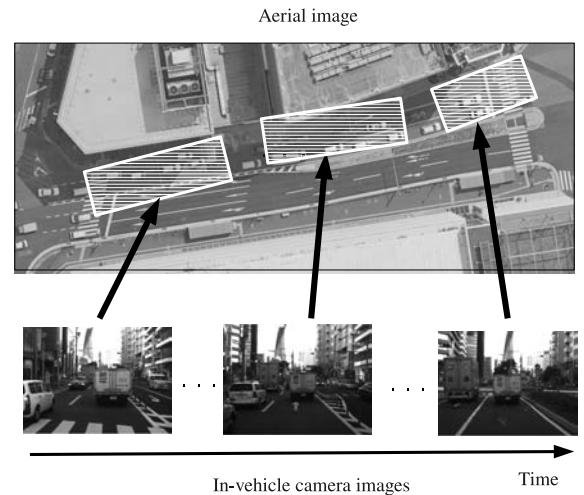 Aerial image
. . .
. . .
In-vehicle camera images
Time